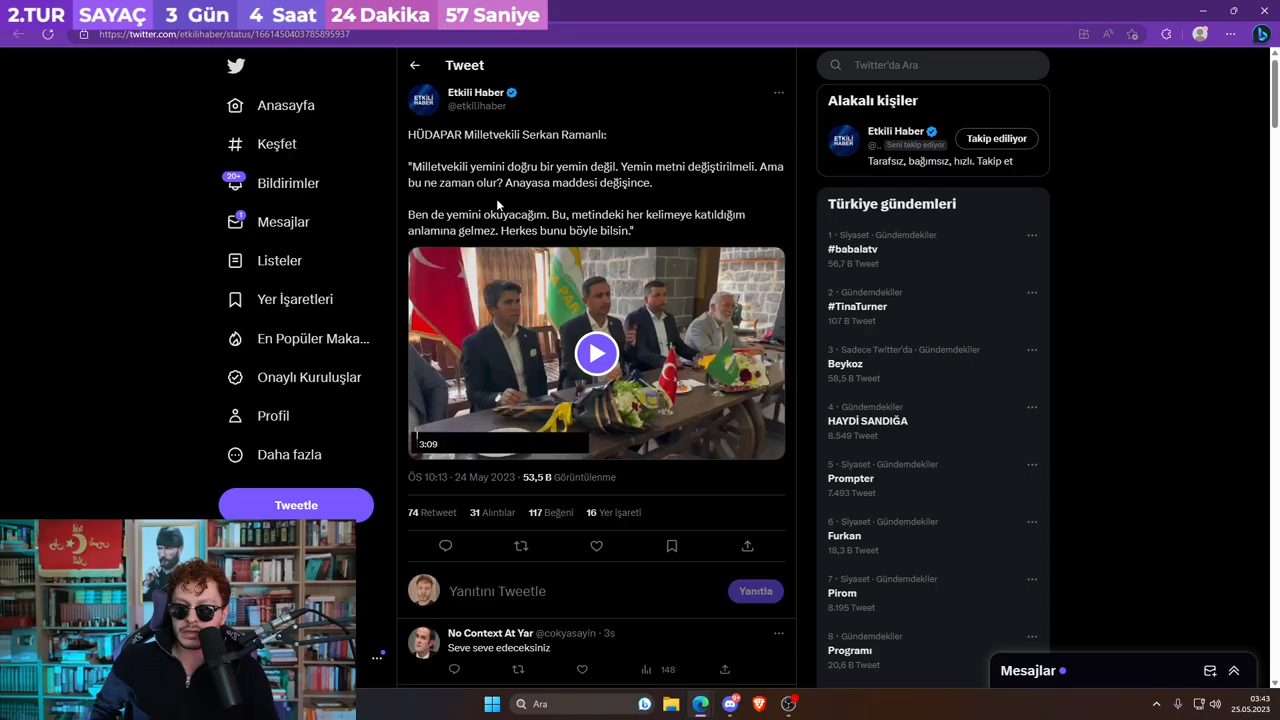 2.TUR SAYAÇ 3 Gün 4 Saat 24 Dakika 57 Saniye
https://twitter.com/etkilihaber/status/1661450403785895937
Anasayfa
Keşfet
20+
Bildirimler
1
Mesajlar
Listeler
Yer İşaretleri
En Popüler Maka...
Onaylı Kuruluşlar
Profil
Daha fazla
Tweetle
Tweet
ETKİLİ
HABER
Etkili Haber
@etkilihaber
HÜDAPAR Milletvekili Serkan Ramanlı:
"Milletvekili yemini doğru bir yemin değil. Yemin metni değiştirilmeli. Ama
bu ne zaman olur? Anayasa maddesi değişince.
Ben de yemini okuyacağım. Bu, metindeki her kelimeye katıldığım
anlamına gelmez. Herkes bunu böyle bilsin."
3:09
ÖS 10:13 · 24 May 2023 · 53,5 B Görüntülenme
74 Retweet 31 Alıntılar 117 Beğeni 16 Yer İşareti
Yanıtını Tweetle
Yanıtla
No Context At Yar @cokyasayin · 3s
Seve seve edeceksiniz
148
Twitter'da Ara
Alakalı kişiler
ETKİLİ
HABER
Etkili Haber
@.. Seni takip ediyor
Takip ediliyor
Tarafsız, bağımsız, hızlı. Takip et
Türkiye gündemleri
1 · Siyaset · Gündemdekiler
#babalatv
56,7 B Tweet
2 · Gündemdekiler
#TinaTurner
107 B Tweet
3 · Sadece Twitter'da · Gündemdekiler
Beykoz
58,5 B Tweet
4 · Gündemdekiler
HAYDİ SANDIĞA
8.549 Tweet
5 · Siyaset · Gündemdekiler
Prompter
7.493 Tweet
6 · Siyaset · Gündemdekiler
Furkan
18,3 B Tweet
7 · Siyaset · Gündemdekiler
Pirom
8.195 Tweet
8 · Gündemdekiler
Programı
20,6 B Tweet
Mesajlar
Ara
03:43
25.05.2023